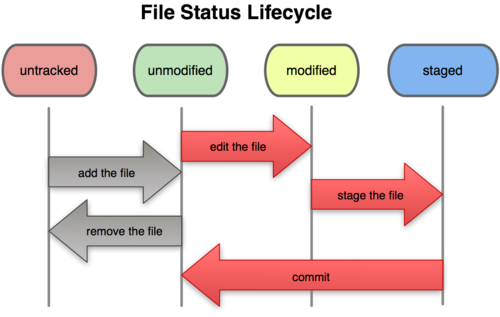 File Status Lifecycle
untracked
unmodified
modified
staged
edit the file
add the file
stage the file
remove the file
commit